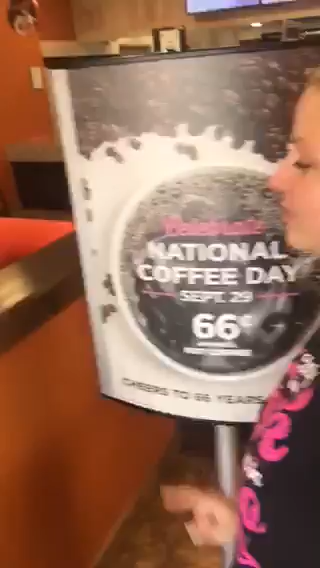 NATIONAL
COFFEE DAY
SEPT. 29
66¢
CHEERS TO 66 YEARS